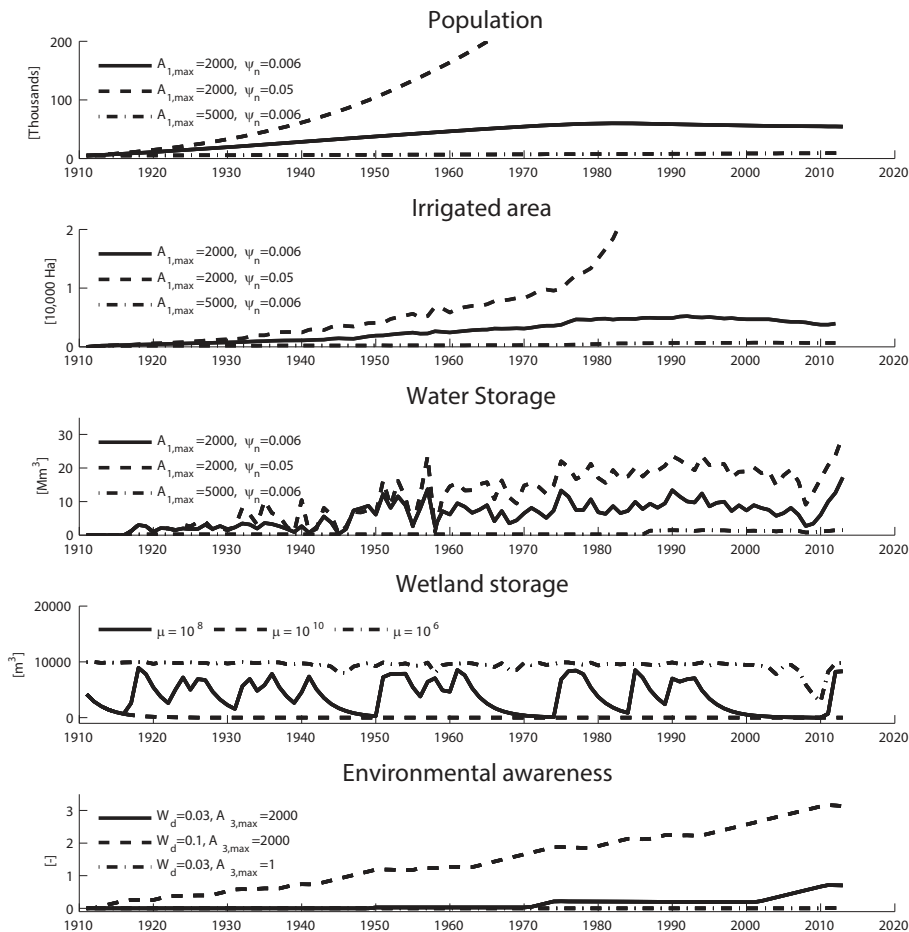 Population
200
100
0
[Thousands]
A1,max=2000, ψn=0.006
A1,max=2000, ψn=0.05
A1,max=5000, ψn=0.006
1910 1920 1930 1940 1950 1960 1970 1980 1990 2000 2010 2020
Irrigated area
2
1
0
[10,000 Ha]
A1,max=2000, ψn=0.006
A1,max=2000, ψn=0.05
A1,max=5000, ψn=0.006
1910 1920 1930 1940 1950 1960 1970 1980 1990 2000 2010 2020
Water Storage
30
20
10
0
[Mm³]
A1,max=2000, ψn=0.006
A1,max=2000, ψn=0.05
A1,max=5000, ψn=0.006
1910 1920 1930 1940 1950 1960 1970 1980 1990 2000 2010 2020
Wetland storage
20000
10000
0
[m³]
μ = 10⁸ μ = 10¹⁰ μ = 10⁶
1910 1920 1930 1940 1950 1960 1970 1980 1990 2000 2010 2020
Environmental awareness
3
2
1
0
[-]
Wd=0.03, A3,max=2000
Wd=0.1, A3,max=2000
Wd=0.03, A3,max=1
1910 1920 1930 1940 1950 1960 1970 1980 1990 2000 2010 2020